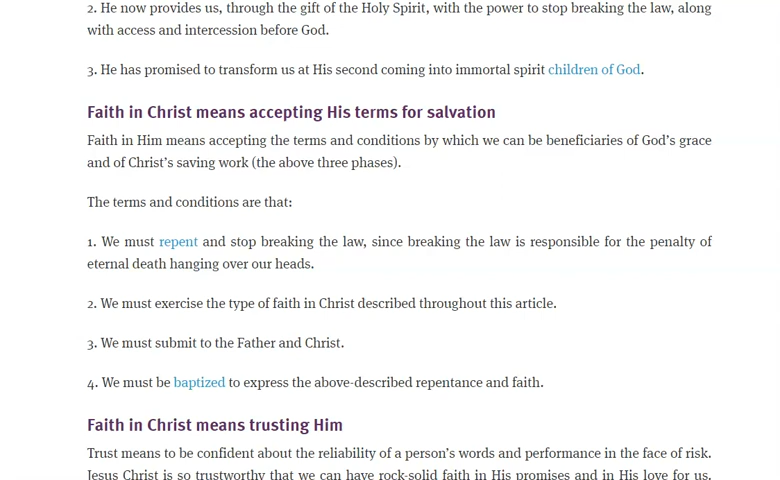 2. He now provides us, through the gift of the Holy Spirit, with the power to stop breaking the law, along
with access and intercession before God.
3. He has promised to transform us at His second coming into immortal spirit children of God.
Faith in Christ means accepting His terms for salvation
Faith in Him means accepting the terms and conditions by which we can be beneficiaries of God’s grace
and of Christ’s saving work (the above three phases).
The terms and conditions are that:
1. We must repent and stop breaking the law, since breaking the law is responsible for the penalty of
eternal death hanging over our heads.
2. We must exercise the type of faith in Christ described throughout this article.
3. We must submit to the Father and Christ.
4. We must be baptized to express the above-described repentance and faith.
Faith in Christ means trusting Him
Trust means to be confident about the reliability of a person’s words and performance in the face of risk.
Jesus Christ is so trustworthy that we can have rock-solid faith in His promises and in His love for us.